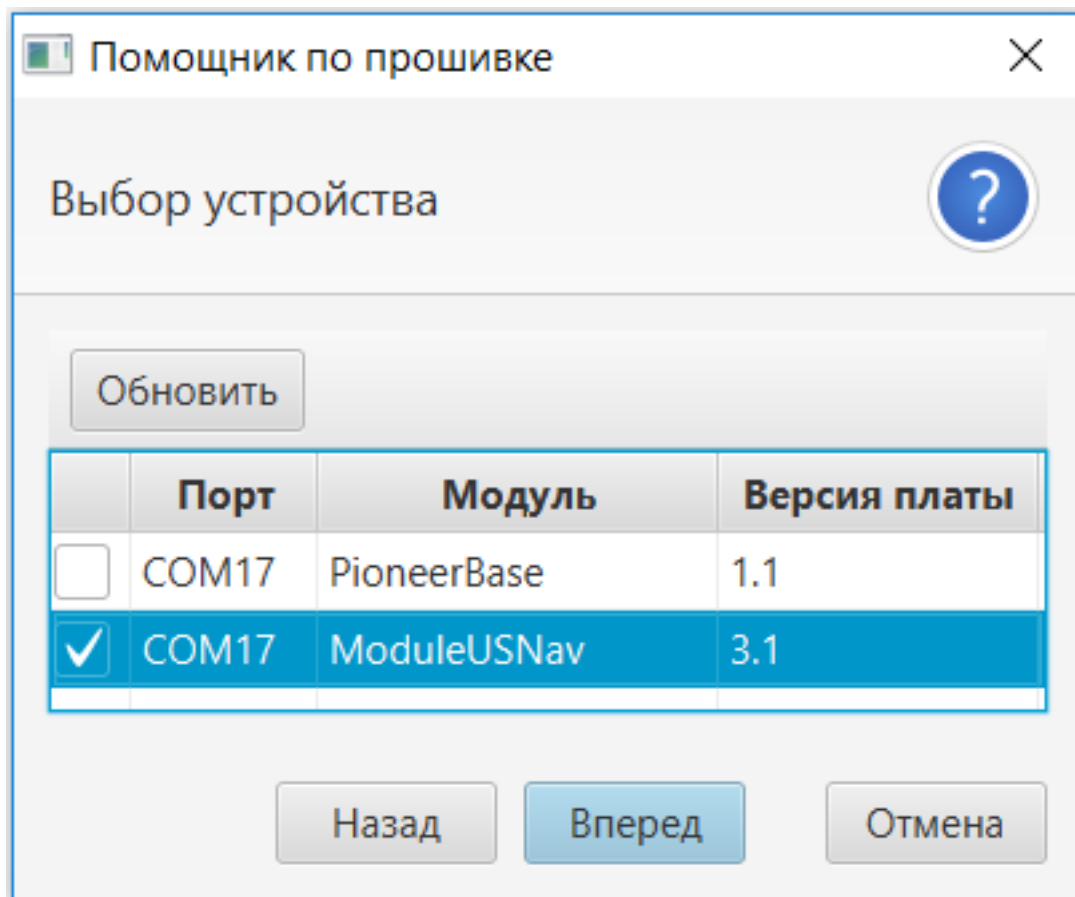 Помощник по прошивке
Выбор устройства
?
Обновить
Порт Модуль Версия платы
COM17 PioneerBase 1.1
COM17 ModuleUSNav 3.1
Назад Вперед Отмена